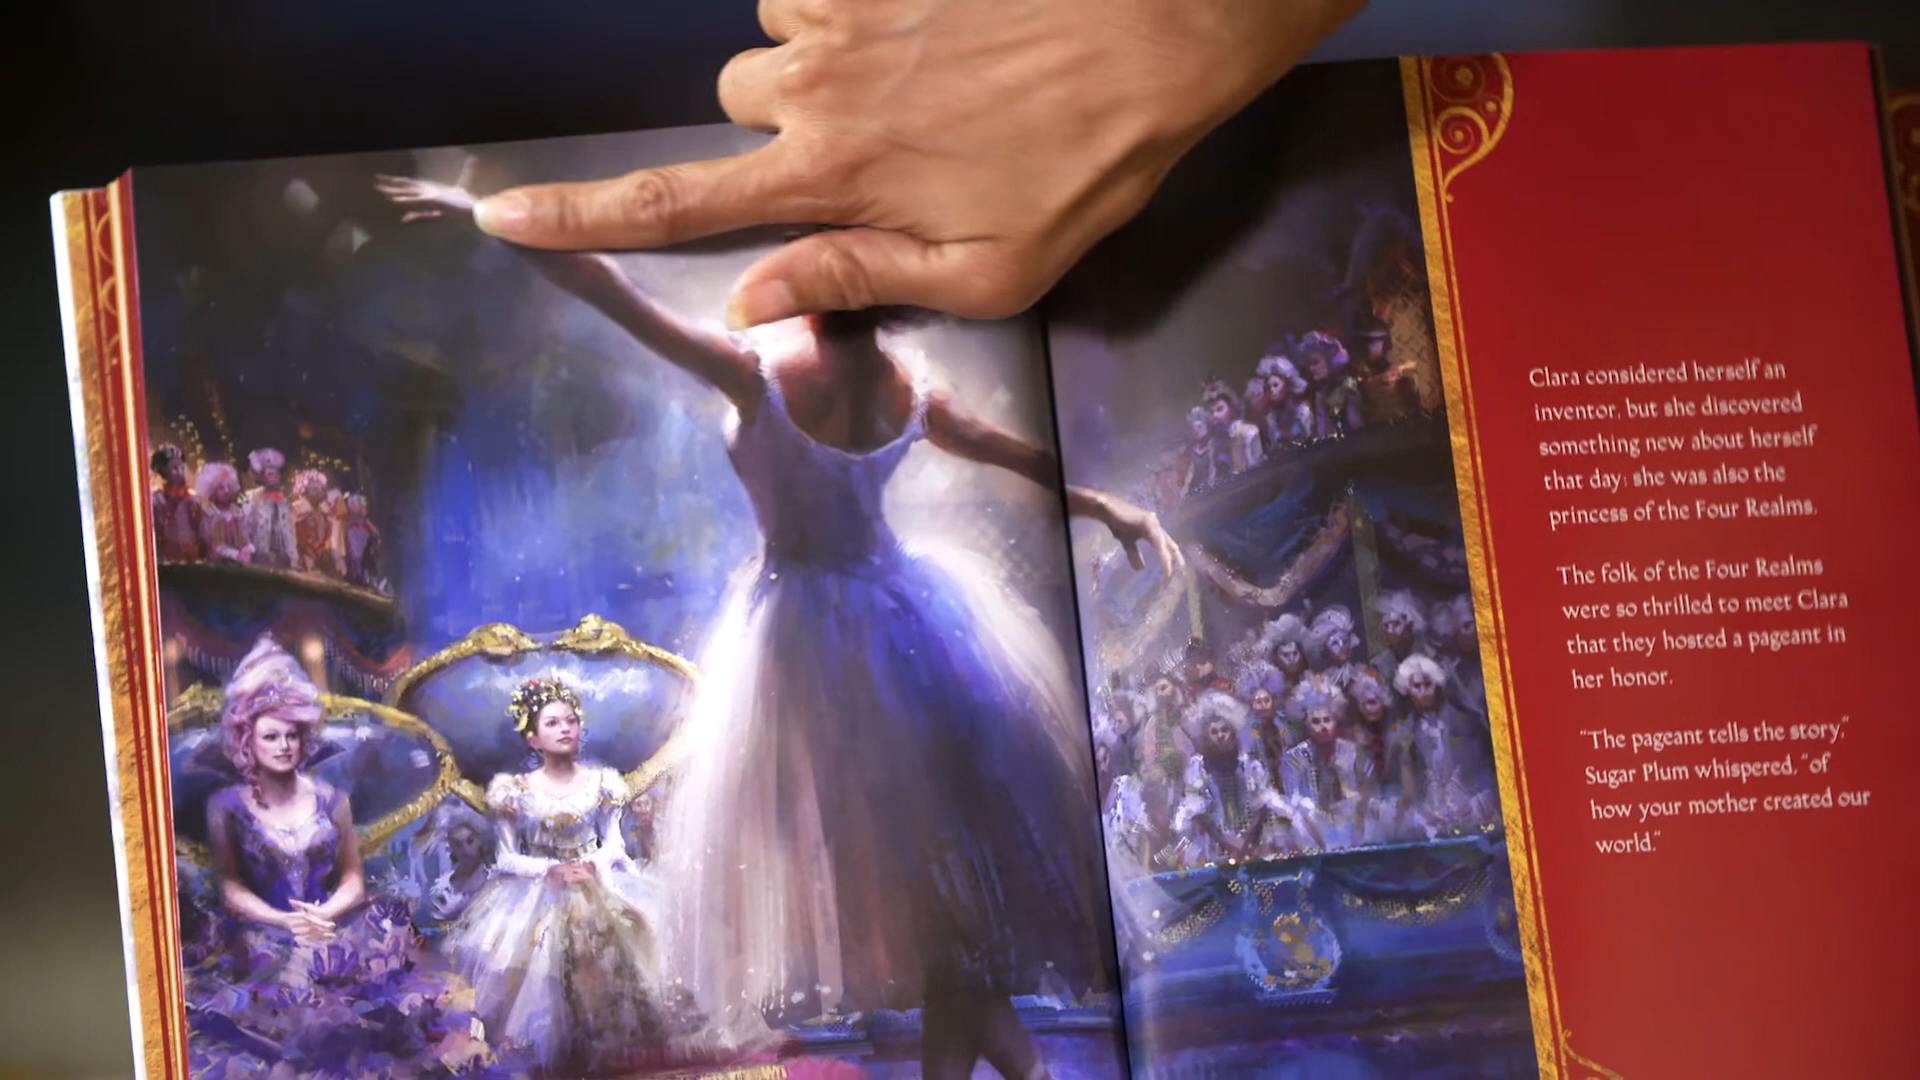 Clara considered herself an
inventor, but she discovered
something new about herself
that day: she was also the
princess of the Four Realms.
The folk of the Four Realms
were so thrilled to meet Clara
that they hosted a pageant in
her honor.
"The pageant tells the story,"
Sugar Plum whispered, "of
how your mother created our
world."